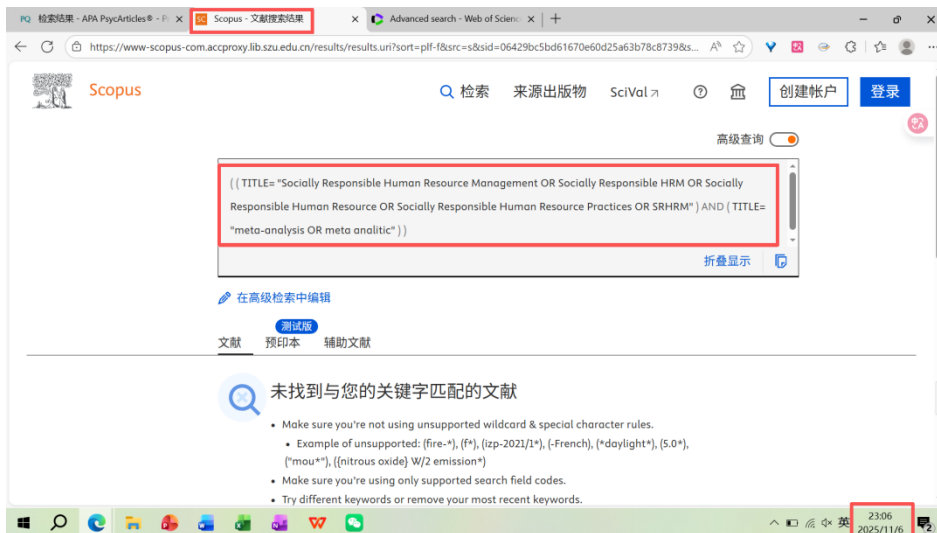 检索结果 - APA PsycArticles® - Pr
Scopus - 文献搜索结果
Advanced search - Web of Scienc
https://www-scopus-com.accproxy.lib.szu.edu.cn/results/results.uri?sort=plf-f&src=s&sid=06429bc5bd61670e60d25a63b78c8739&s...
Scopus
检索
来源出版物
SciVal
创建帐户
登录
高级查询
( ( TITLE= "Socially Responsible Human Resource Management OR Socially Responsible HRM OR Socially
Responsible Human Resource OR Socially Responsible Human Resource Practices OR SRHRM" ) AND ( TITLE=
"meta-analysis OR meta analitic" ) )
折叠显示
在高级检索中编辑
测试版
文献 预印本 辅助文献
未找到与您的关键字匹配的文献
• Make sure you're not using unsupported wildcard & special character rules.
• Example of unsupported: (fire-*), (f*), (izp-2021/1*), (-French), (*daylight*), (5.0*),
("mou*"), ({nitrous oxide} W/2 emission*)
• Make sure you're using only supported search field codes.
• Try different keywords or remove your most recent keywords.
英
23:06
2025/11/6